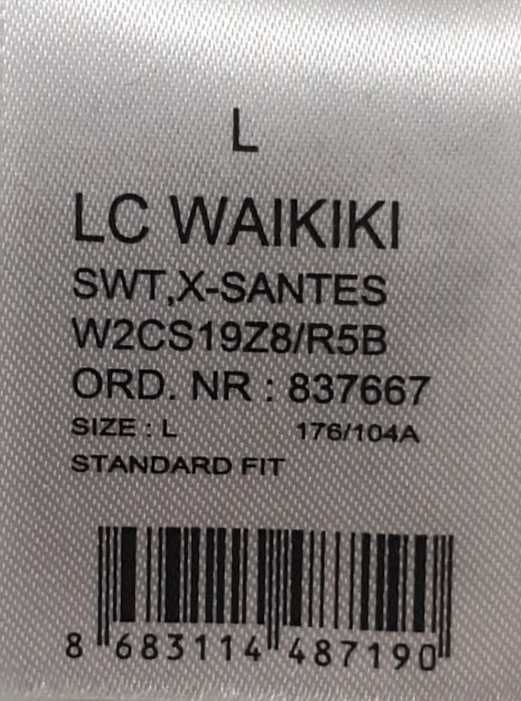 L
LC WAIKIKI
SWT,X-SANTES
W2CS19Z8/R5B
ORD. NR : 837667
SIZE : L 176/104A
STANDARD FIT
8 683114 487190